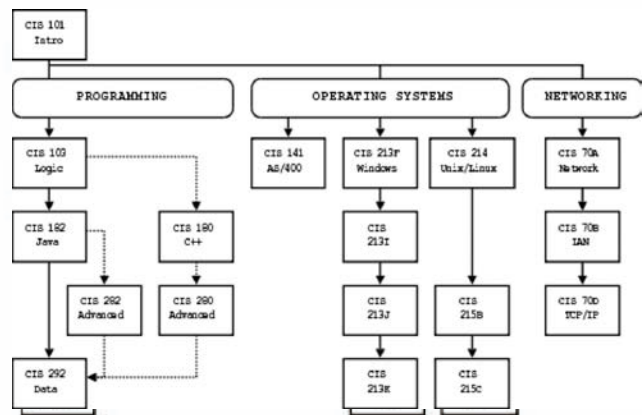 CIS 101
Intro
PROGRAMMING
OPERATING SYSTEMS
NETWORKING
CIS 103
Logic
CIS 141
AS/400
CIS 213F
Windows
CIS 214
Unix/Linux
CIS 70A
Network
CIS 182
Java
CIS 180
C++
CIS
213I
CIS 70B
LAN
CIS 282
Advanced
CIS 280
Advanced
CIS
213J
CIS
215B
CIS 70D
TCP/IP
CIS 292
Data
CIS
213K
CIS
215C